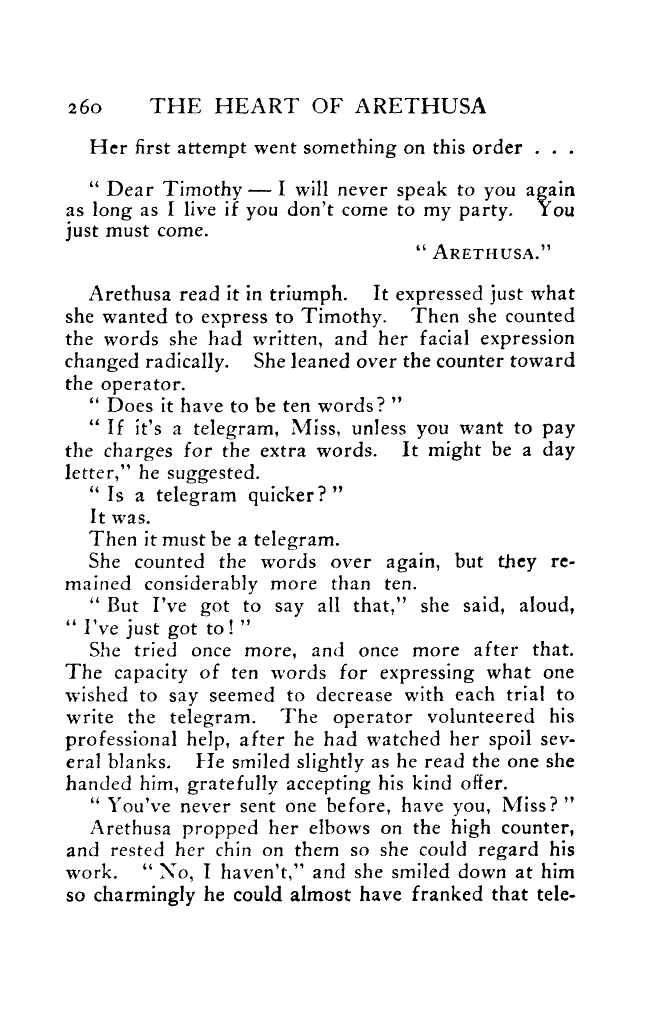 260 THE HEART OF ARETHUSA
Her first attempt went something on this order . . .
“ Dear Timothy — I will never speak to you again
as long as I live if you don't come to my party. You
just must come.
“ ARETHUSA.”
Arethusa read it in triumph. It expressed just what
she wanted to express to Timothy. Then she counted
the words she had written, and her facial expression
changed radically. She leaned over the counter toward
the operator.
“ Does it have to be ten words? ”
“ If it's a telegram, Miss, unless you want to pay
the charges for the extra words. It might be a day
letter,” he suggested.
“ Is a telegram quicker? ”
It was.
Then it must be a telegram.
She counted the words over again, but they re-
mained considerably more than ten.
“ But I've got to say all that,” she said, aloud,
“ I've just got to! ”
She tried once more, and once more after that.
The capacity of ten words for expressing what one
wished to say seemed to decrease with each trial to
write the telegram. The operator volunteered his
professional help, after he had watched her spoil sev-
eral blanks. He smiled slightly as he read the one she
handed him, gratefully accepting his kind offer.
“ You've never sent one before, have you, Miss? ”
Arethusa propped her elbows on the high counter,
and rested her chin on them so she could regard his
work. “ No, I haven't,” and she smiled down at him
so charmingly he could almost have franked that tele-